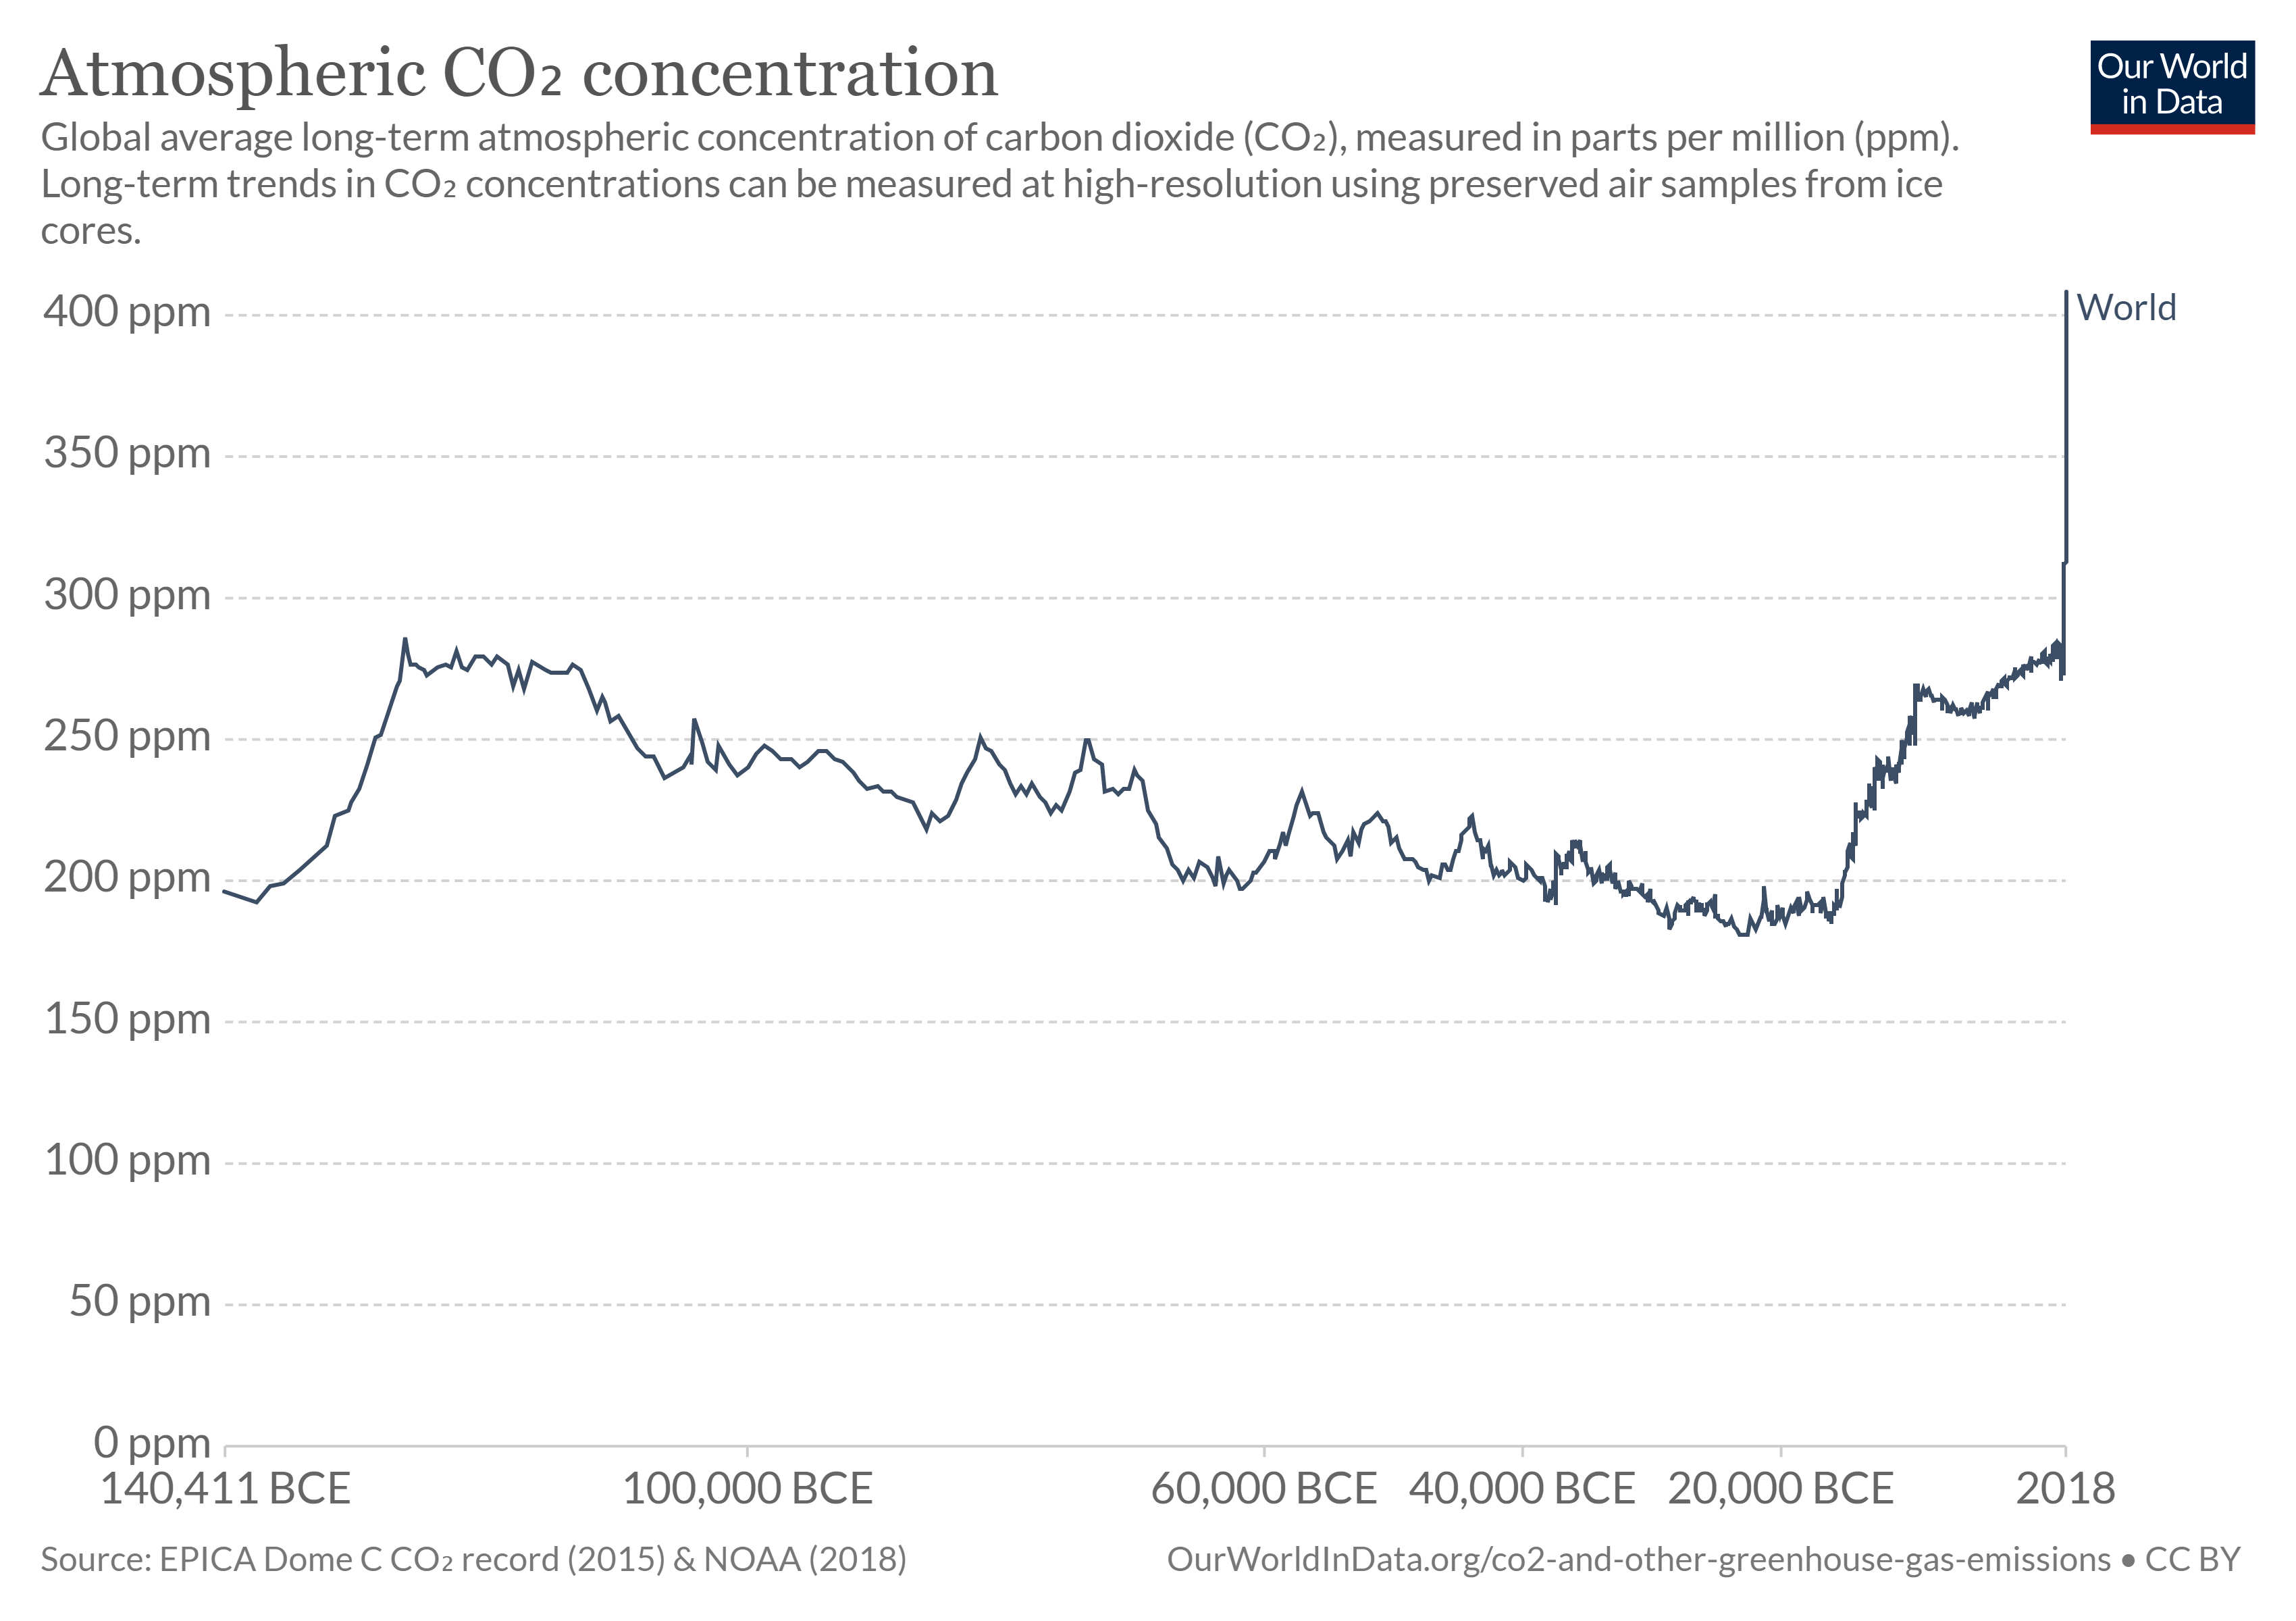 Atmospheric CO₂ concentration
Our World
in Data
Global average long-term atmospheric concentration of carbon dioxide (CO₂), measured in parts per million (ppm).
Long-term trends in CO₂ concentrations can be measured at high-resolution using preserved air samples from ice
cores.
400 ppm
World
350 ppm
300 ppm
250 ppm
200 ppm
150 ppm
100 ppm
50 ppm
0 ppm
140,411 BCE 100,000 BCE 60,000 BCE 40,000 BCE 20,000 BCE 2018
Source: EPICA Dome C CO₂ record (2015) & NOAA (2018) OurWorldInData.org/co2-and-other-greenhouse-gas-emissions • CC BY